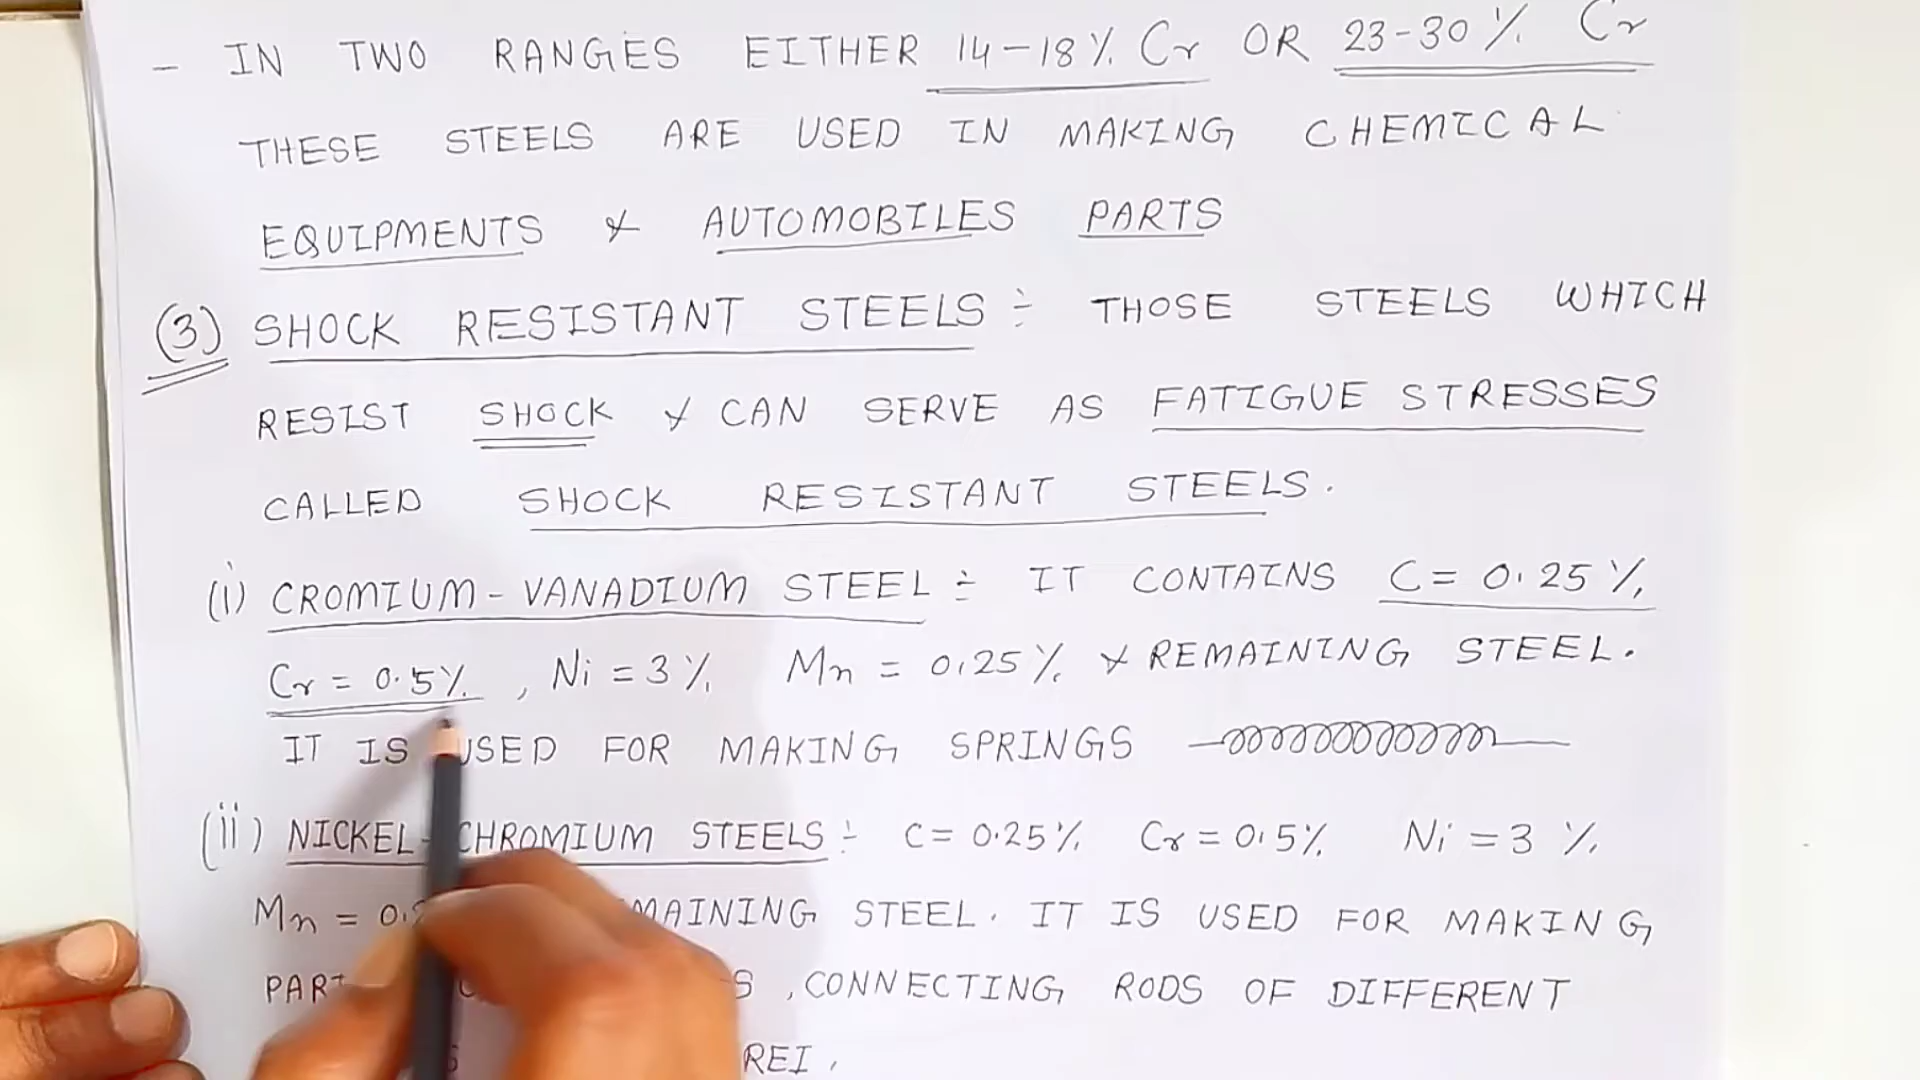 - IN TWO RANGES EITHER 14-18% Cr OR 23-30% Cr
THESE STEELS ARE USED IN MAKING CHEMICAL
EQUIPMENTS & AUTOMOBILES PARTS
(3) SHOCK RESISTANT STEELS ÷ THOSE STEELS WHICH
RESIST SHOCK & CAN SERVE AS FATIGUE STRESSES
CALLED SHOCK RESISTANT STEELS.
(i) CROMIUM-VANADIUM STEEL ÷ IT CONTAINS C = 0.25%
Cr = 0.5%, Ni = 3% Mn = 0.25% & REMAINING STEEL.
IT IS USED FOR MAKING SPRINGS
(ii) NICKEL-CHROMIUM STEELS ÷ C = 0.25% Cr = 0.5% Ni = 3%
Mn = STEEL. IT IS USED FOR MAKING
, CONNECTING RODS OF DIFFERENT